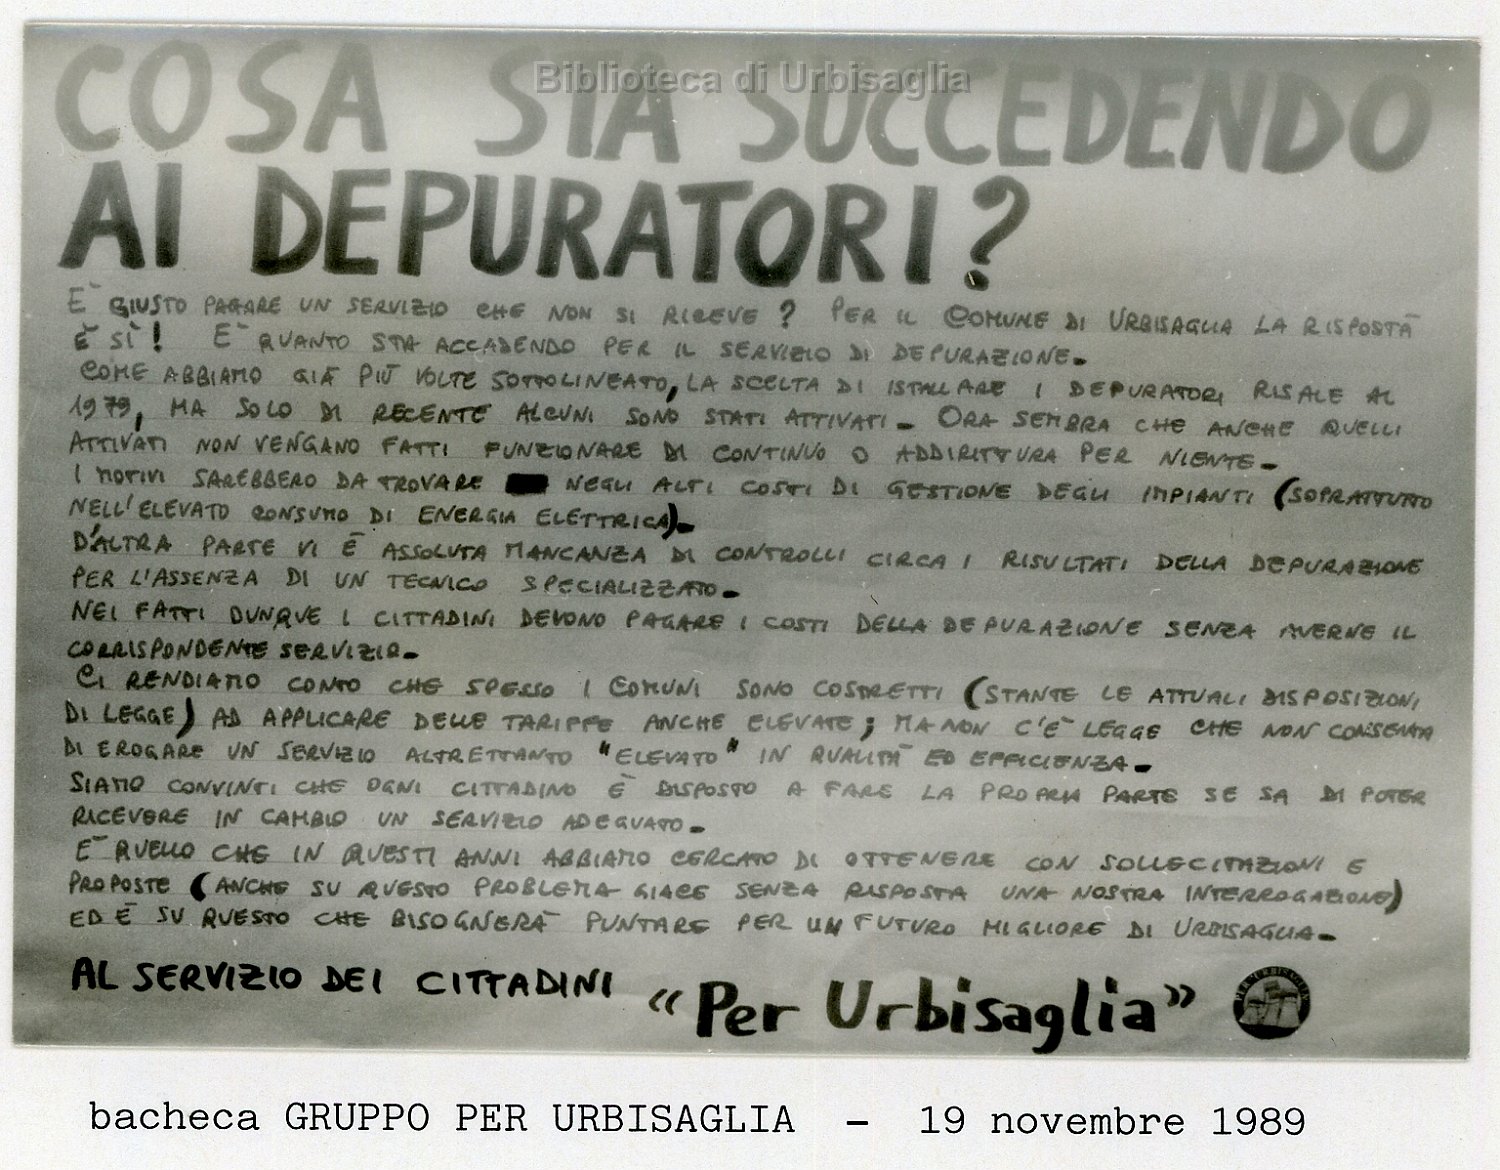 Biblioteca di Urbisaglia
COSA STA SUCCEDENDO
AI DEPURATORI?
E' GIUSTO PAGARE UN SERVIZIO CHE NON SI RICEVE? PER IL COMUNE DI URBISAGLIA LA RISPOSTA
È SÌ! E' QUANTO STA ACCADENDO PER IL SERVIZIO DI DEPURAZIONE.
COME ABBIAMO GIÀ PIÙ VOLTE SOTTOLINEATO, LA SCELTA DI ISTALLARE I DEPURATORI RISALE AL
1979, MA SOLO DI RECENTE ALCUNI SONO STATI ATTIVATI. ORA SEMBRA CHE ANCHE QUELLI
ATTIVATI NON VENGANO FATTI FUNZIONARE DI CONTINUO O ADDIRITTURA PER NIENTE.
I MOTIVI SAREBBERO DA TROVARE NEGLI ALTI COSTI DI GESTIONE DEGLI IMPIANTI (SOPRATTUTTO
NELL'ELEVATO CONSUMO DI ENERGIA ELETTRICA).
D'ALTRA PARTE VI È ASSOLUTA MANCANZA DI CONTROLLI CIRCA I RISULTATI DELLA DEPURAZIONE
PER L'ASSENZA DI UN TECNICO SPECIALIZZATO.
NEI FATTI DUNQUE I CITTADINI DEVONO PAGARE I COSTI DELLA DEPURAZIONE SENZA AVERNE IL
CORRISPONDENTE SERVIZIO.
CI RENDIAMO CONTO CHE SPESSO I COMUNI SONO COSTRETTI (STANTE LE ATTUALI DISPOSIZIONI
DI LEGGE) AD APPLICARE DELLE TARIFFE ANCHE ELEVATE; MA NON C'È LEGGE CHE NON CONSENTA
DI EROGARE UN SERVIZIO ALTRETTANTO "ELEVATO" IN QUALITÀ ED EFFICIENZA.
SIAMO CONVINTI CHE OGNI CITTADINO È DISPOSTO A FARE LA PROPRIA PARTE SE SA DI POTER
RICEVERE IN CAMBIO UN SERVIZIO ADEGUATO.
E' QUELLO CHE IN QUESTI ANNI ABBIAMO CERCATO DI OTTENERE CON SOLLECITAZIONI E
PROPOSTE (ANCHE SU QUESTO PROBLEMA GIACE SENZA RISPOSTA UNA NOSTRA INTERROGAZIONE)
ED È SU QUESTO CHE BISOGNERÀ PUNTARE PER UN FUTURO MIGLIORE DI URBISAGLIA.
AL SERVIZIO DEI CITTADINI "Per Urbisaglia"
bacheca GRUPPO PER URBISAGLIA - 19 novembre 1989